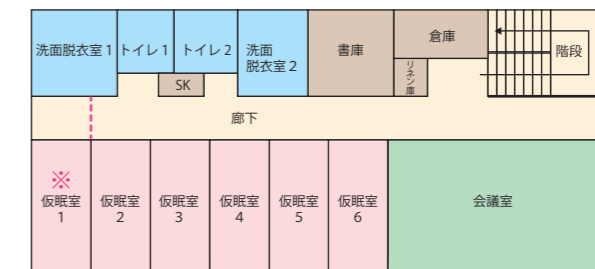 洗面脱衣室1
トイレ1
トイレ2
洗面
脱衣室2
書庫
倉庫
階段
リネン庫
SK
廊下
※
仮眠室
1
仮眠室
2
仮眠室
3
仮眠室
4
仮眠室
5
仮眠室
6
会議室